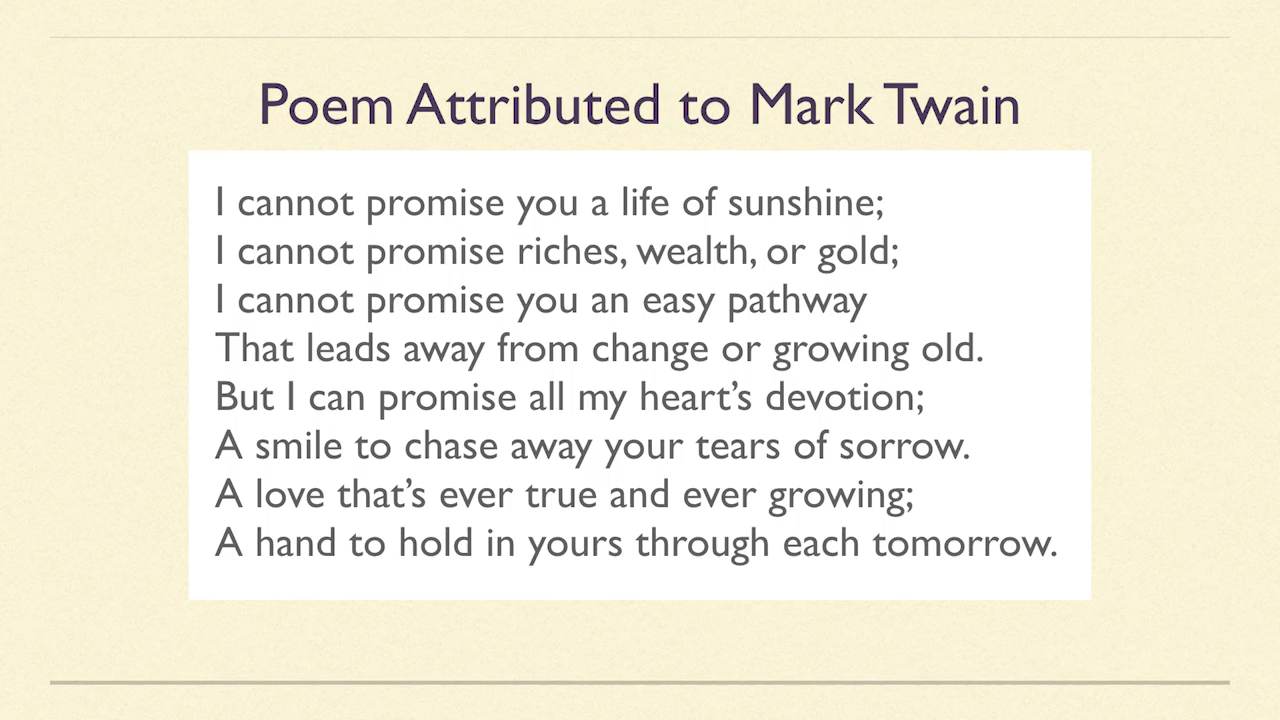 Poem Attributed to Mark Twain
I cannot promise you a life of sunshine;
I cannot promise riches, wealth, or gold;
I cannot promise you an easy pathway
That leads away from change or growing old.
But I can promise all my heart’s devotion;
A smile to chase away your tears of sorrow.
A love that’s ever true and ever growing;
A hand to hold in yours through each tomorrow.